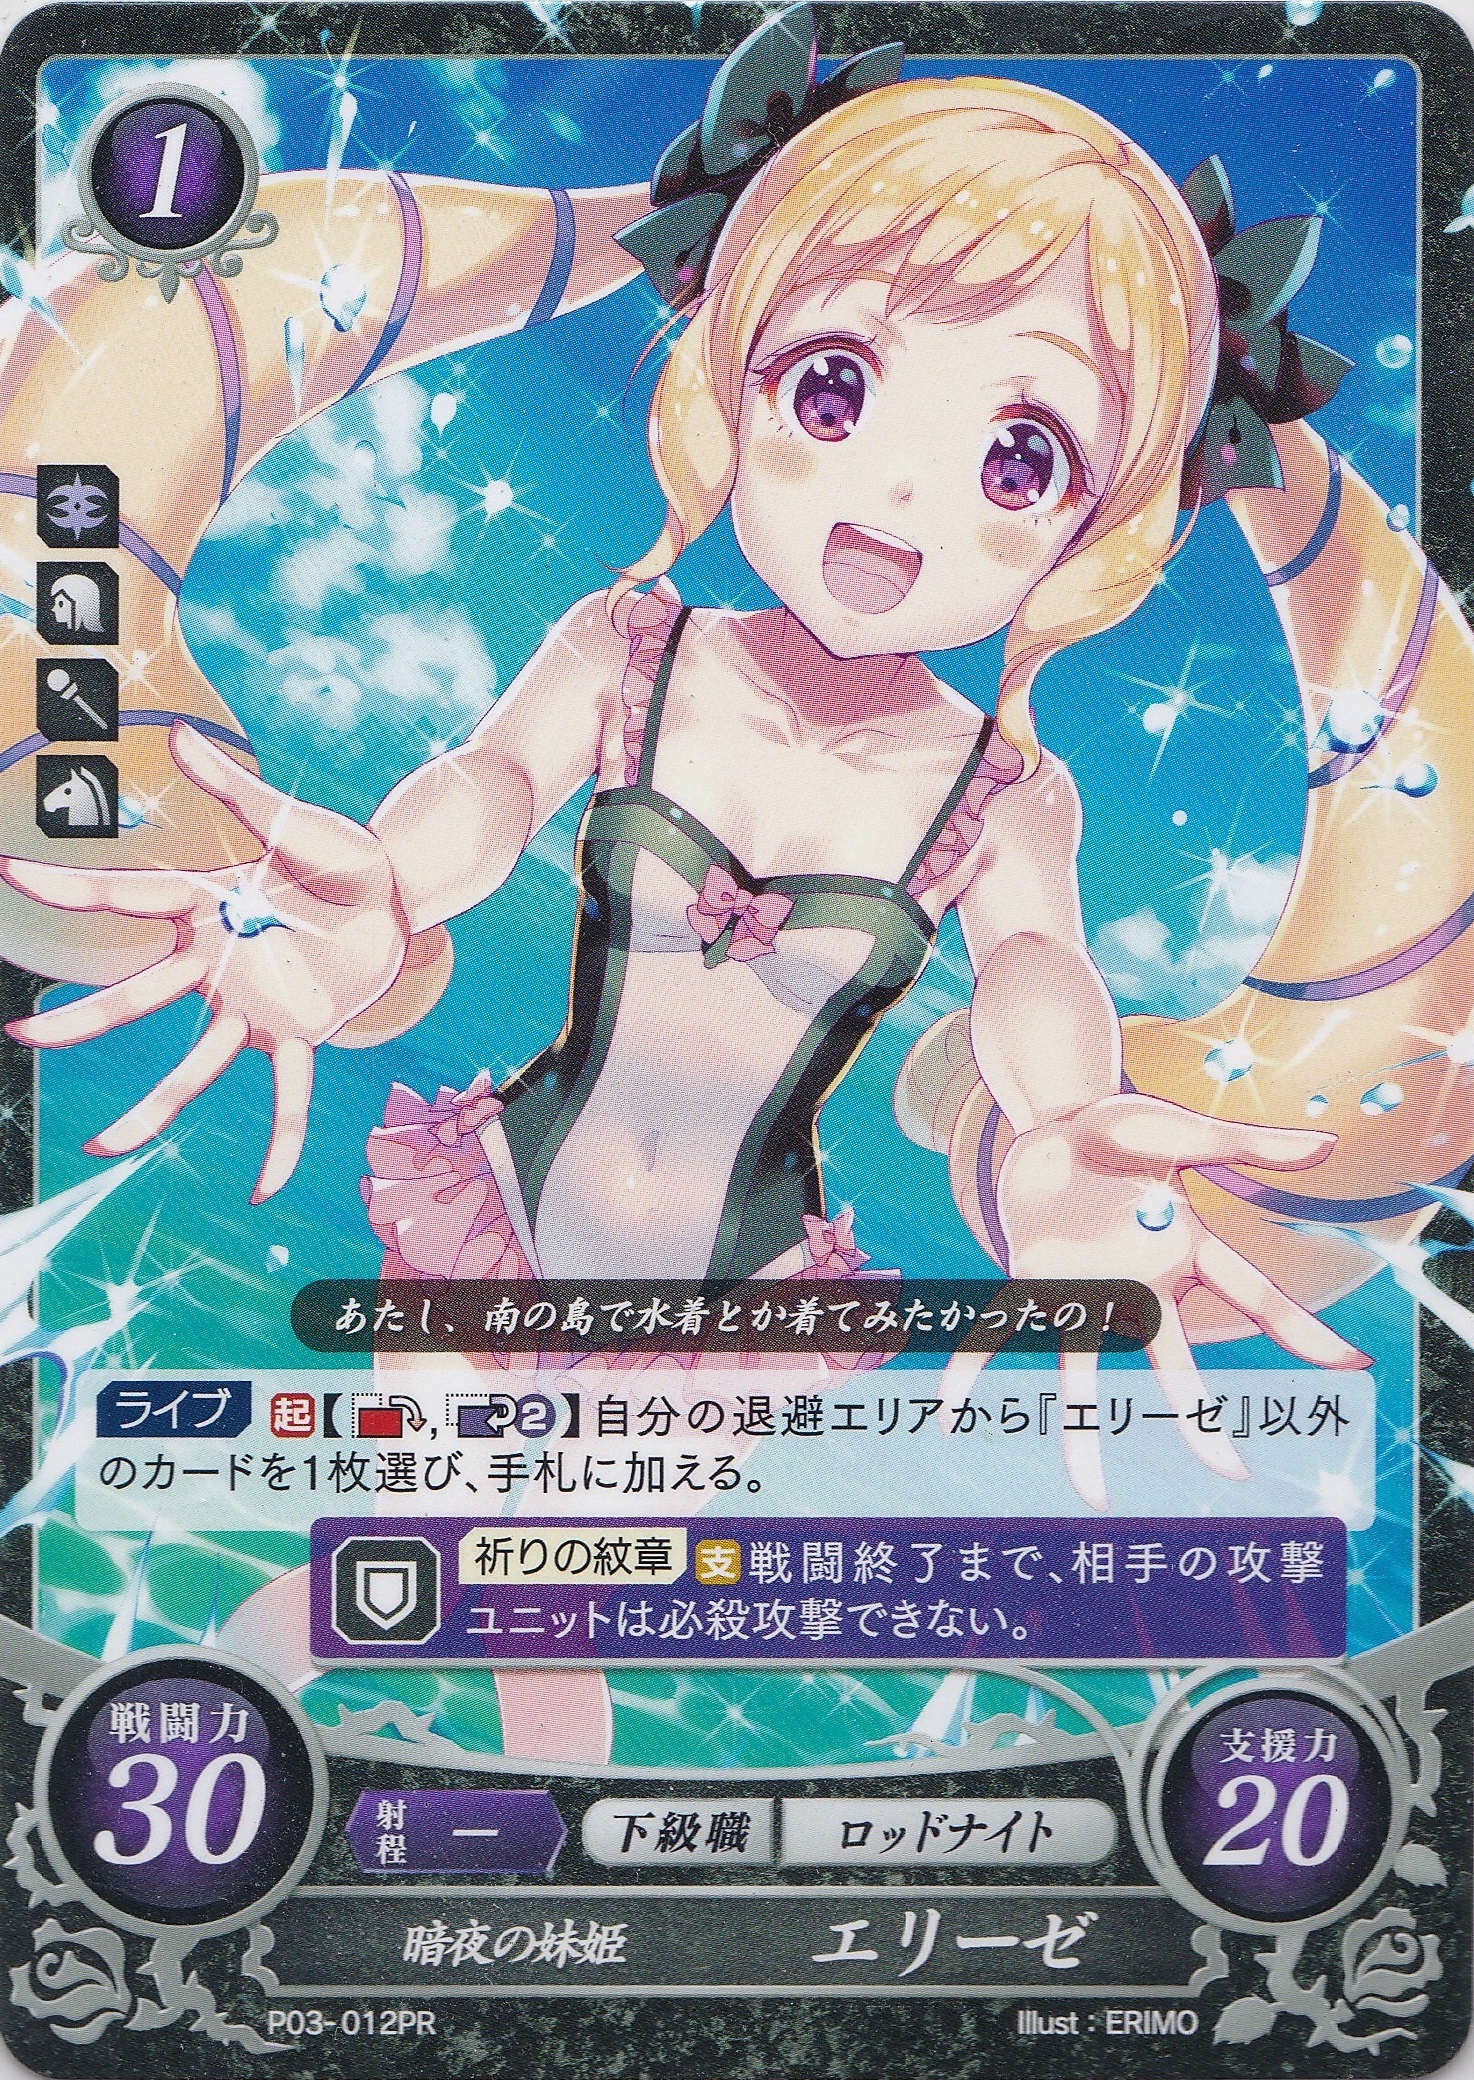 1
あたし、南の島で水着とか着てみたかったの！
ライブ 起【 , 2】自分の退避エリアから『エリーゼ』以外
のカードを1枚選び、手札に加える。
祈りの紋章 支 戦闘終了まで、相手の攻撃
ユニットは必殺攻撃できない。
戦闘力
30
射程 ー
下級職 ロッドナイト
支援力
20
暗夜の妹姫 エリーゼ
P03-012PR
Illust : ERIMO